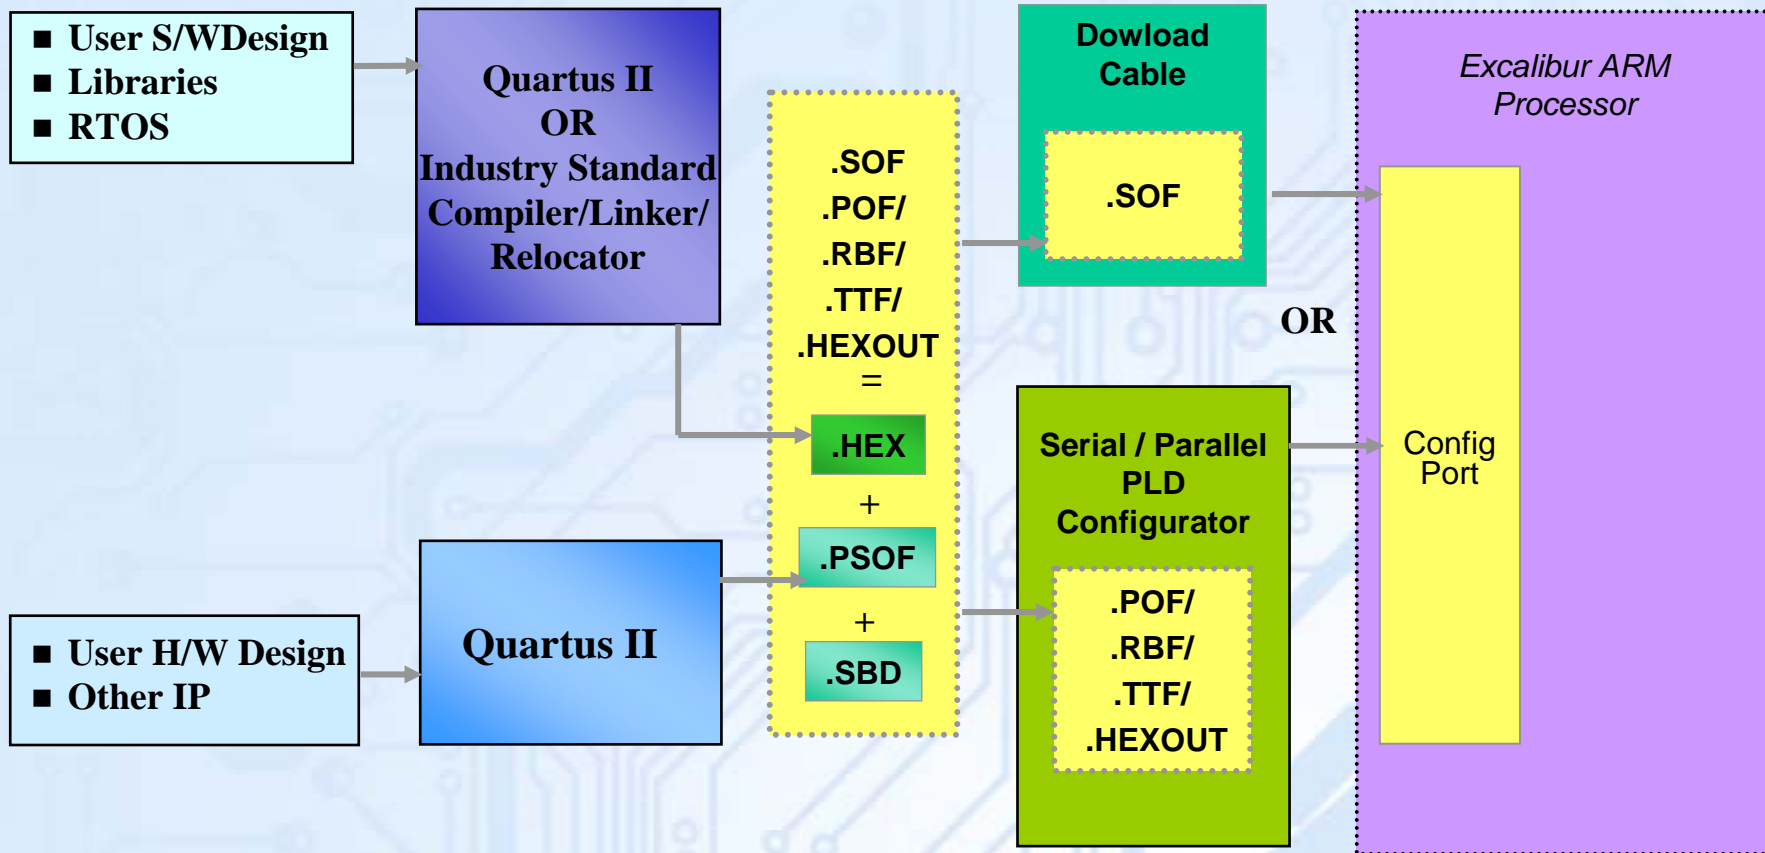 ■ User S/WDesign
■ Libraries
■ RTOS
Quartus II
OR
Industry Standard
Compiler/Linker/
Relocator
■ User H/W Design
■ Other IP
Quartus II
.SOF
.POF/
.RBF/
.TTF/
.HEXOUT
=
.HEX
+
.PSOF
+
.SBD
Dowload
Cable
.SOF
OR
Serial / Parallel
PLD
Configurator
.POF/
.RBF/
.TTF/
.HEXOUT
Excalibur ARM
Processor
Config
Port